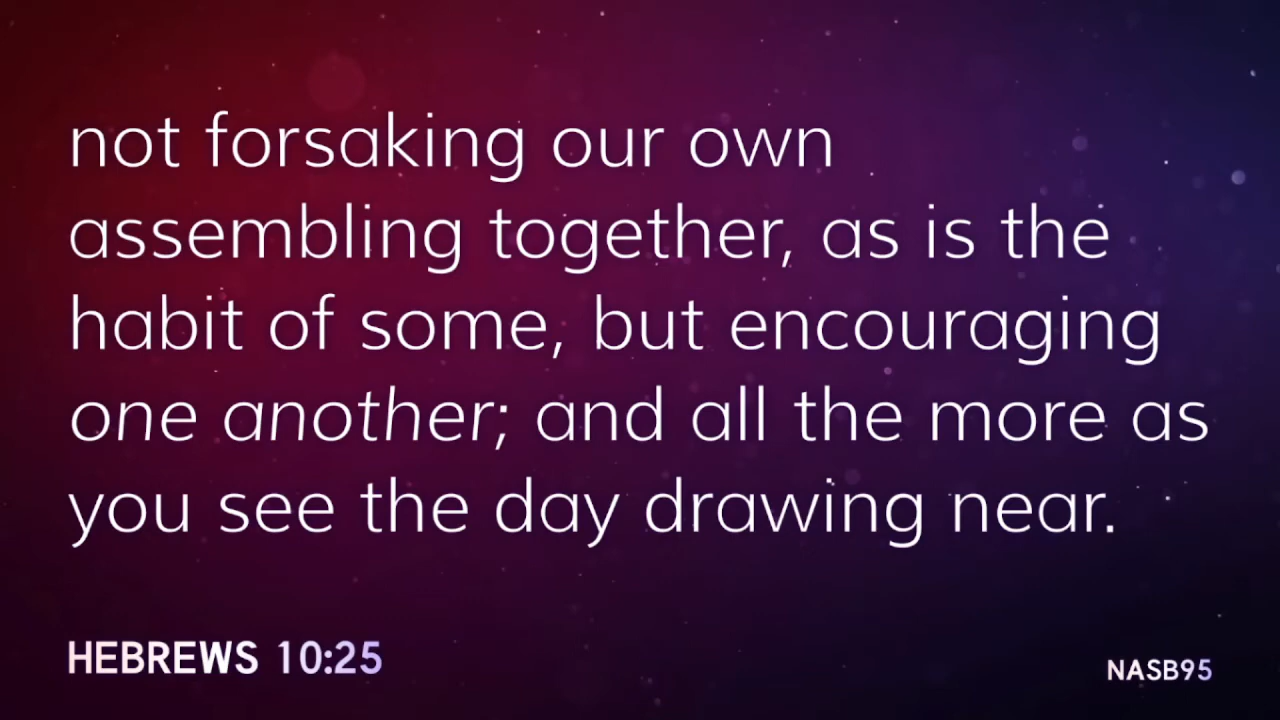 not forsaking our own
assembling together, as is the
habit of some, but encouraging
one another; and all the more as
you see the day drawing near.
HEBREWS 10:25
NASB95